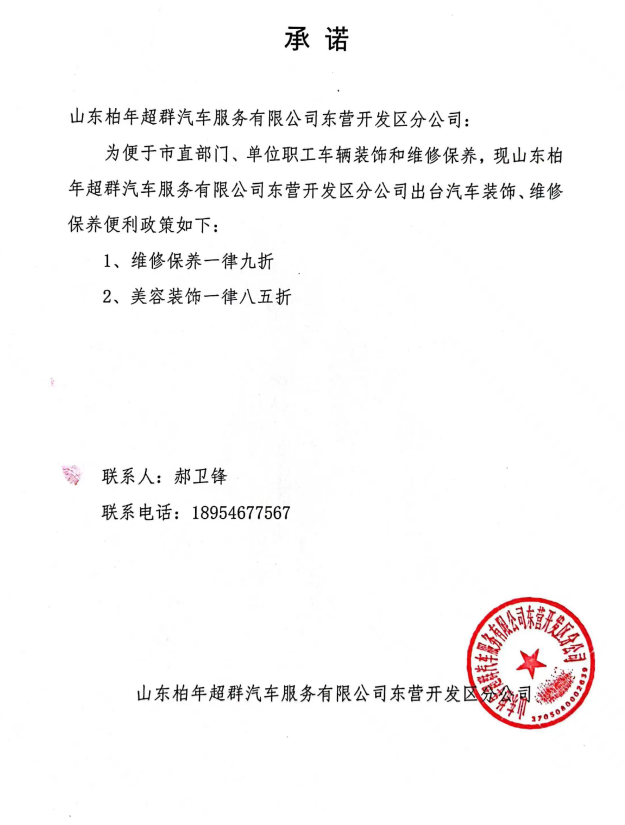 承 诺
山东柏年超群汽车服务有限公司东营开发区分公司：
为便于市直部门、单位职工车辆装饰和维修保养，现山东柏
年超群汽车服务有限公司东营开发区分公司出台汽车装饰、维修
保养便利政策如下：
1、维修保养一律九折
2、美容装饰一律八五折
联系人：郝卫锋
联系电话：18954677567
山东柏年超群汽车服务有限公司东营开发区分公司
山东柏年超群汽车服务有限公司东营开发区分公司
3705080002639